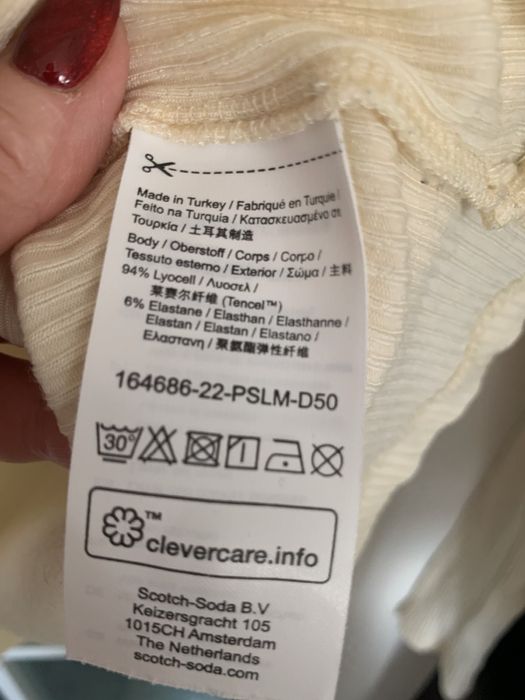 Made in Turkey / Fabriqué en Turquie /
Feito na Turquia / Κατασκευασμένο στ
Τουρκία / 土耳其制造
Body / Oberstoff / Corps / Corpo /
Tessuto esterno / Exterior / Σώμα / 主料
94% Lyocell / Λυοσελ /
莱赛尔纤维 (Tencel™)
6% Elastane / Elasthan / Elasthanne /
Elastan / Elastan / Elastano /
Ελαστανη / 聚氨酯弹性纤维
164686-22-PSLM-D50
30°
TM
clevercare.info
Scotch-Soda B.V
Keizersgracht 105
1015CH Amsterdam
The Netherlands
scotch-soda.com